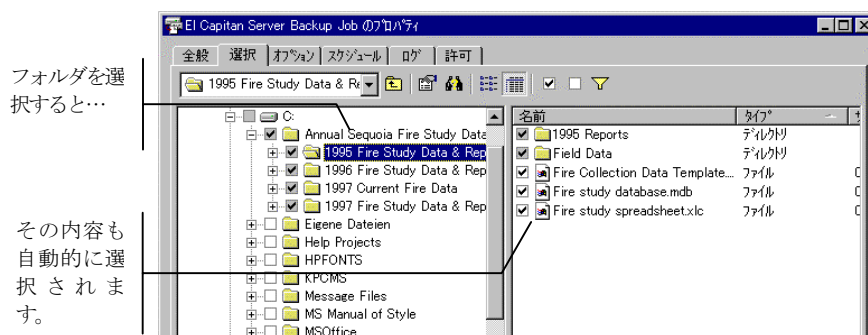 El Capitan Server Backup Job のﾌﾟﾛﾊﾟﾃｨ
全般 選択 ｵﾌﾟｼｮﾝ ｽｹｼﾞｭｰﾙ ﾛｸﾞ 許可
フォルダを選
択すると…
1995 Fire Study Data & Re
C:
Annual Sequoia Fire Study Data
1995 Fire Study Data & Rep
1996 Fire Study Data & Rep
1997 Current Fire Data
1997 Fire Study Data & Rep
Eigene Dateien
Help Projects
HPFONTS
KPCMS
Message Files
MS Manual of Style
MSOffice
名前 ﾀｲﾌﾟ
1995 Reports ﾃﾞｨﾚｸﾄﾘ
Field Data ﾃﾞｨﾚｸﾄﾘ
Fire Collection Data Template... ﾌｧｲﾙ
Fire study database.mdb ﾌｧｲﾙ
Fire study spreadsheet.xlc ﾌｧｲﾙ
その内容も
自動的に選
択されま
す。